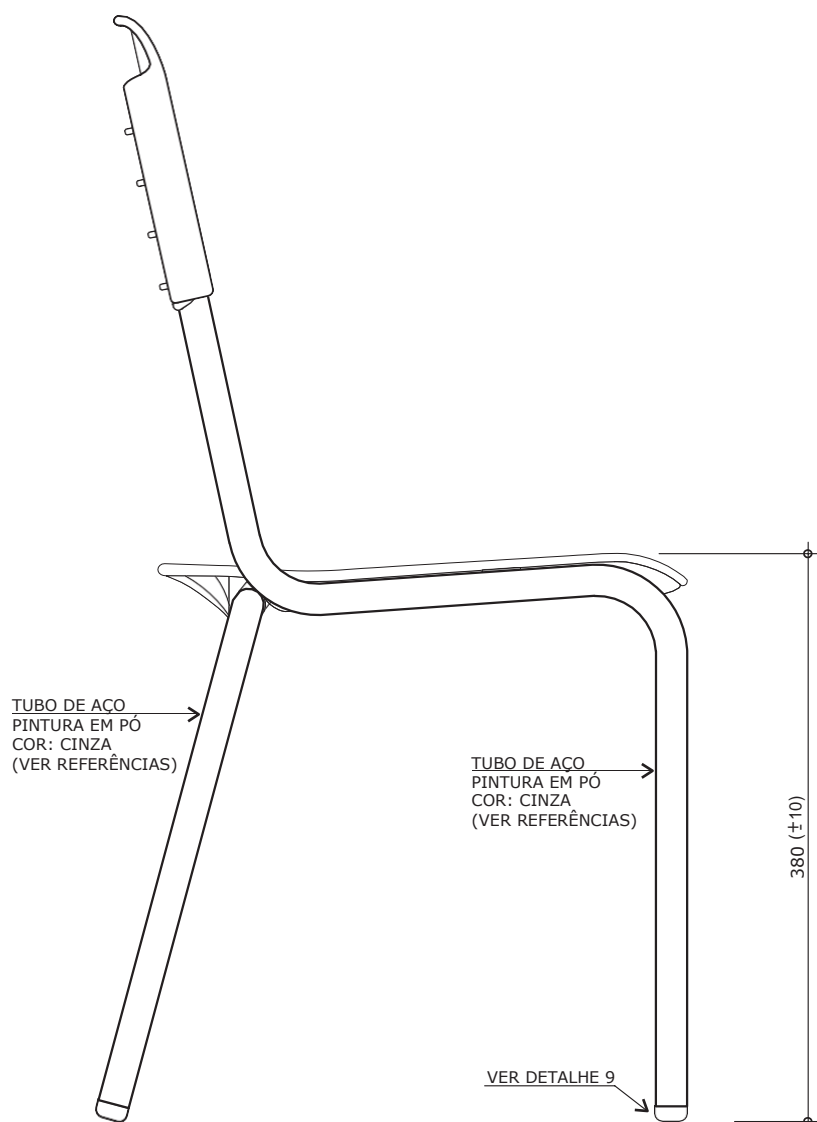 TUBO DE AÇO
PINTURA EM PÓ
COR: CINZA
(VER REFERÊNCIAS)
TUBO DE AÇO
PINTURA EM PÓ
COR: CINZA
(VER REFERÊNCIAS)
380 (±10)
VER DETALHE 9